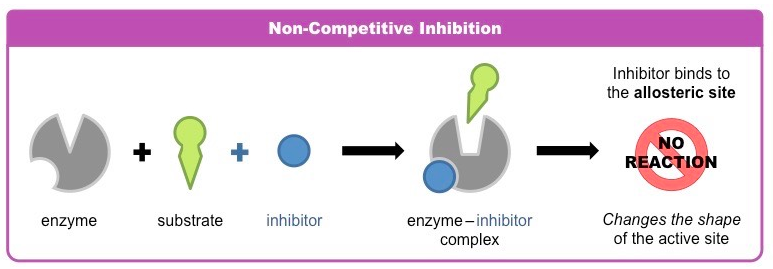 Non-Competitive Inhibition
Inhibitor binds to
the allosteric site
NO
REACTION
enzyme
substrate
inhibitor
enzyme–inhibitor
complex
Changes the shape
of the active site